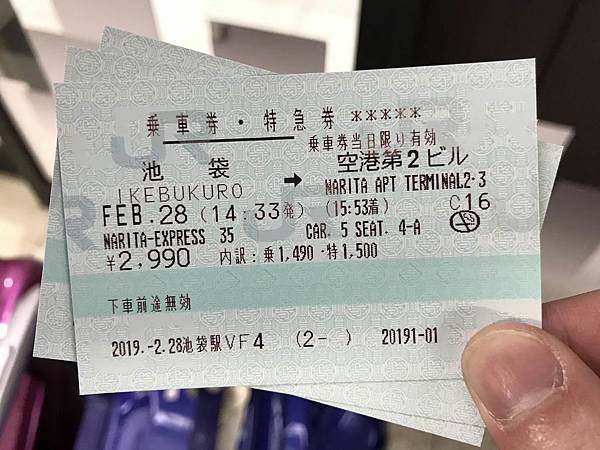 乗車券・特急券 *****
乗車券当日限り有効
池袋 → 空港第2ビル
IKEBUKURO NARITA APT TERMINAL2・3
FEB.28 (14:33発) (15:53着) C16
NARITA-EXPRESS 35 CAR. 5 SEAT. 4-A
¥2,990 内訳:乗1,490・特1,500
下車前途無効
2019.-2.28池袋駅VF4 (2- ) 20191-01